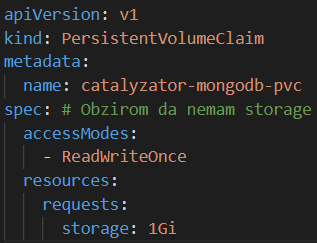 apiVersion: v1
kind: PersistentVolumeClaim
metadata:
  name: catalyzator-mongodb-pvc
spec: # Obzirom da nemam storage
  accessModes:
    - ReadWriteOnce
  resources:
    requests:
      storage: 1Gi